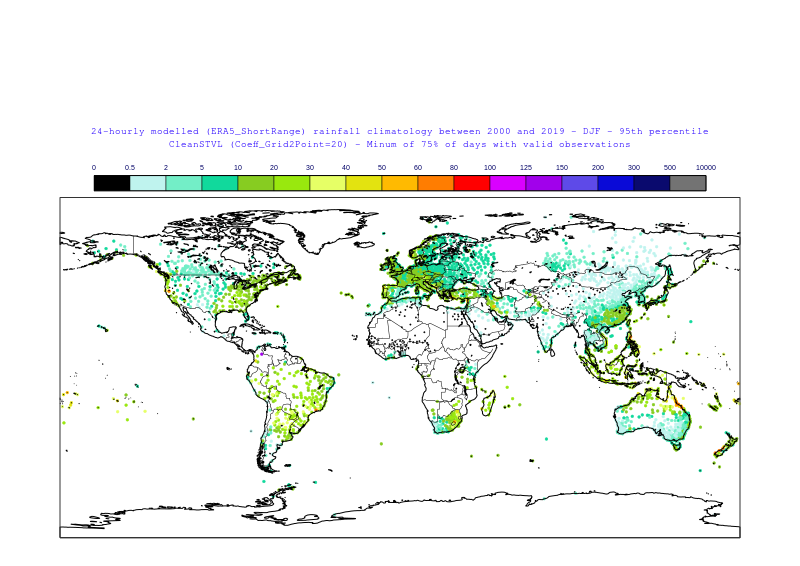 24-hourly modelled (ERA5_ShortRange) rainfall climatology between 2000 and 2019 - DJF - 95th percentile
CleanSTVL (Coeff_Grid2Point=20) - Minum of 75% of days with valid observations
0 0.5 2 5 10 20 30 40 50 60 80 100 125 150 200 300 500 10000